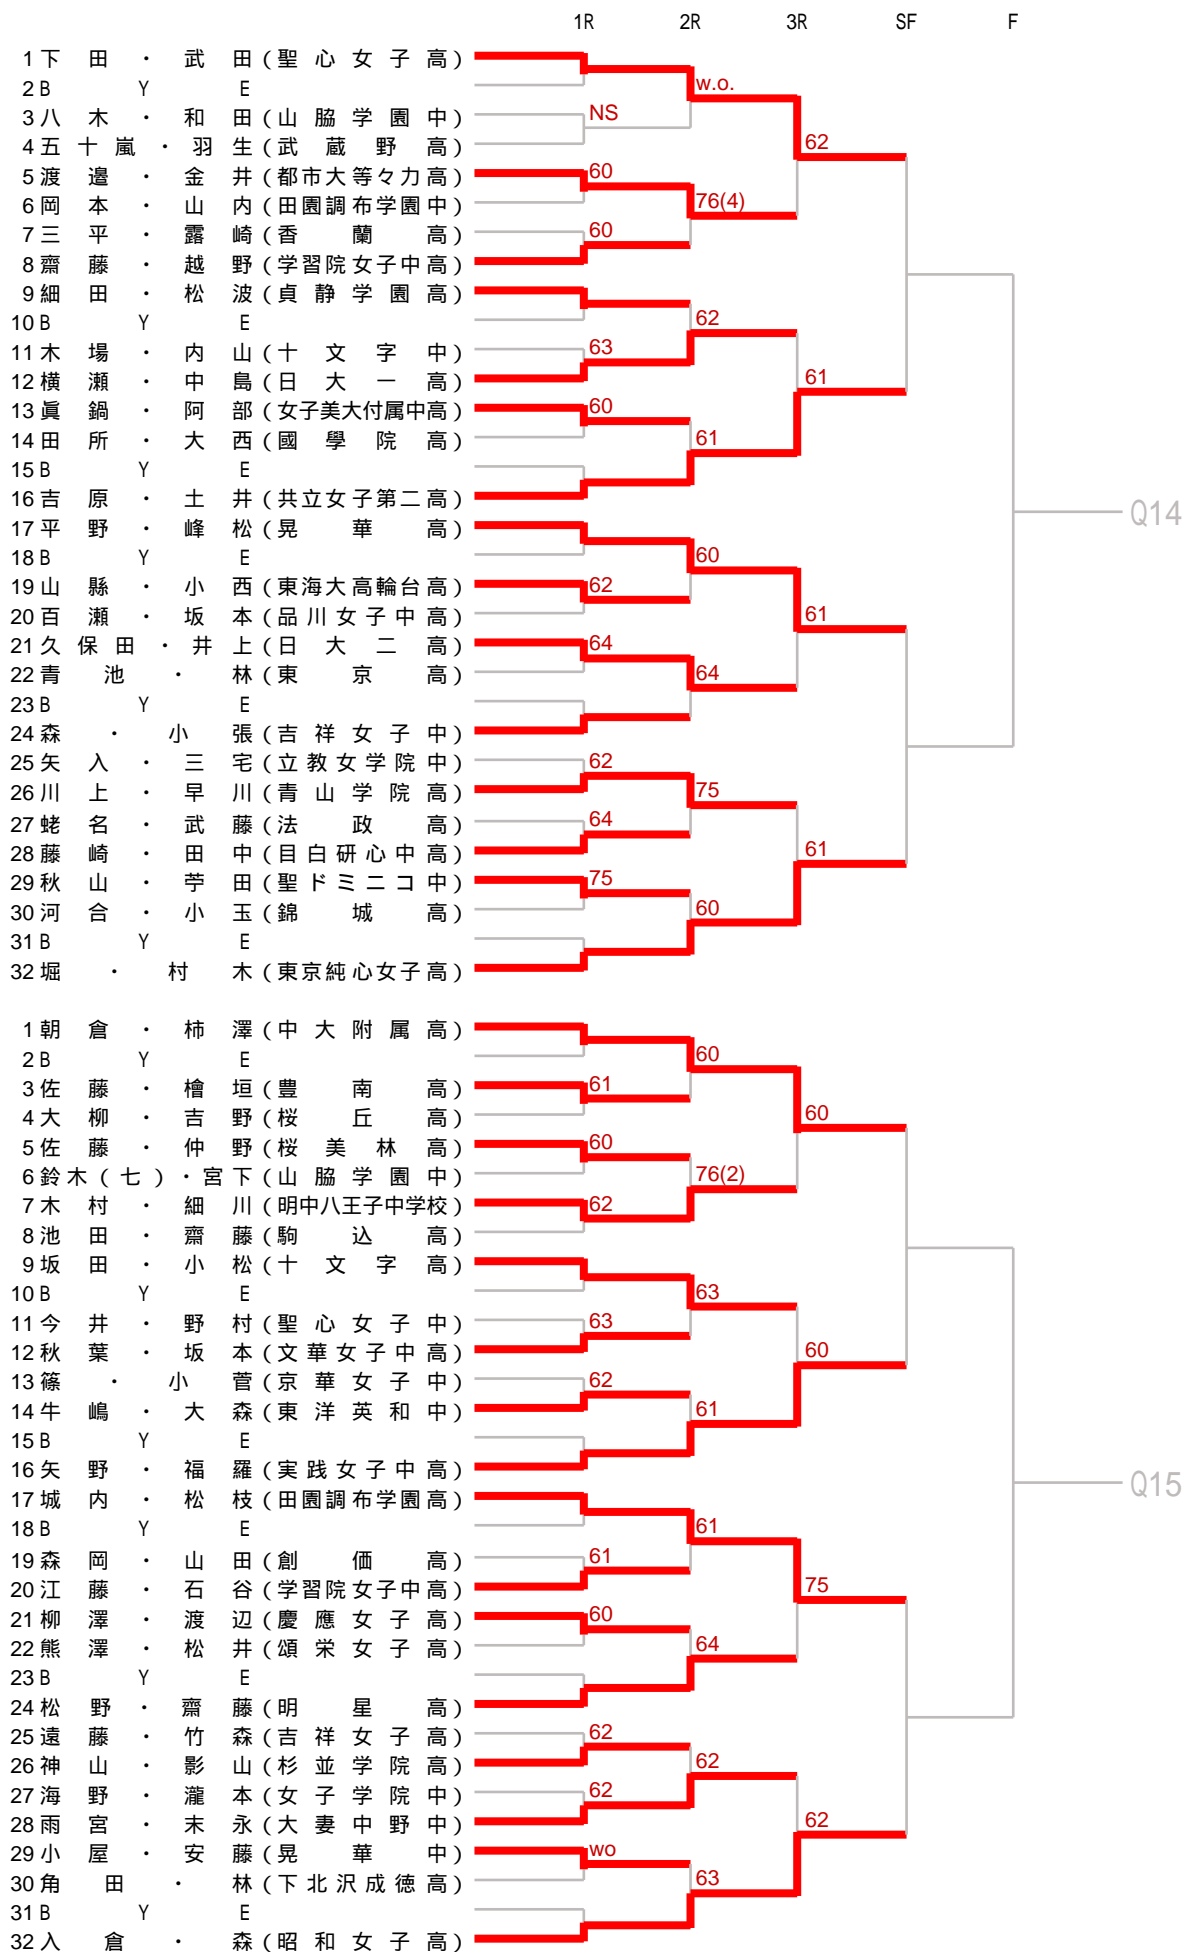 1R 2R 3R SF F
1 下田・武田(聖心女子高)
2 BYE
w.o.
3 八木・和田(山脇学園中)
NS
4 五十嵐・羽生(武蔵野高)
62
5 渡邉・金井(都市大等々力高)
60
6 岡本・山内(田園調布学園中)
76(4)
7 三平・露崎(香蘭高)
60
8 齋藤・越野(学習院女子中高)
9 細田・松波(貞静学園高)
10 BYE
62
11 木場・内山(十文字中)
63
12 横瀬・中島(日大一高)
61
13 眞鍋・阿部(女子美大付属中高)
60
14 田所・大西(國學院高)
61
15 BYE
16 吉原・土井(共立女子第二高)
Q14
17 平野・峰松(晃華高)
18 BYE
60
19 山縣・小西(東海大高輪台高)
62
20 百瀬・坂本(品川女子中高)
61
21 久保田・井上(日大二高)
64
22 青池・林(東京高)
64
23 BYE
24 森・小張(吉祥女子中)
25 矢入・三宅(立教女学院中)
62
26 川上・早川(青山学院高)
75
27 蛯名・武藤(法政高)
64
28 藤崎・田中(目白研心中高)
61
29 秋山・苧田(聖ドミニコ中)
75
30 河合・小玉(錦城高)
60
31 BYE
32 堀・村木(東京純心女子高)
1 朝倉・柿澤(中大附属高)
2 BYE
60
3 佐藤・檜垣(豊南高)
61
4 大柳・吉野(桜丘高)
60
5 佐藤・仲野(桜美林高)
60
6 鈴木(七)・宮下(山脇学園中)
76(2)
7 木村・細川(明中八王子中学校)
62
8 池田・齋藤(駒込高)
9 坂田・小松(十文字高)
10 BYE
63
11 今井・野村(聖心女子中)
63
12 秋葉・坂本(文華女子中高)
60
13 篠・小菅(京華女子中)
62
14 牛嶋・大森(東洋英和中)
61
15 BYE
16 矢野・福羅(実践女子中高)
Q15
17 城内・松枝(田園調布学園高)
18 BYE
61
19 森岡・山田(創価高)
61
20 江藤・石谷(学習院女子中高)
75
21 柳澤・渡辺(慶應女子高)
60
22 熊澤・松井(頌栄女子高)
64
23 BYE
24 松野・齋藤(明星高)
25 遠藤・竹森(吉祥女子高)
62
26 神山・影山(杉並学院高)
62
27 海野・瀧本(女子学院中)
62
28 雨宮・末永(大妻中野中)
62
29 小屋・安藤(晃華中)
wo
30 角田・林(下北沢成徳高)
63
31 BYE
32 入倉・森(昭和女子高)